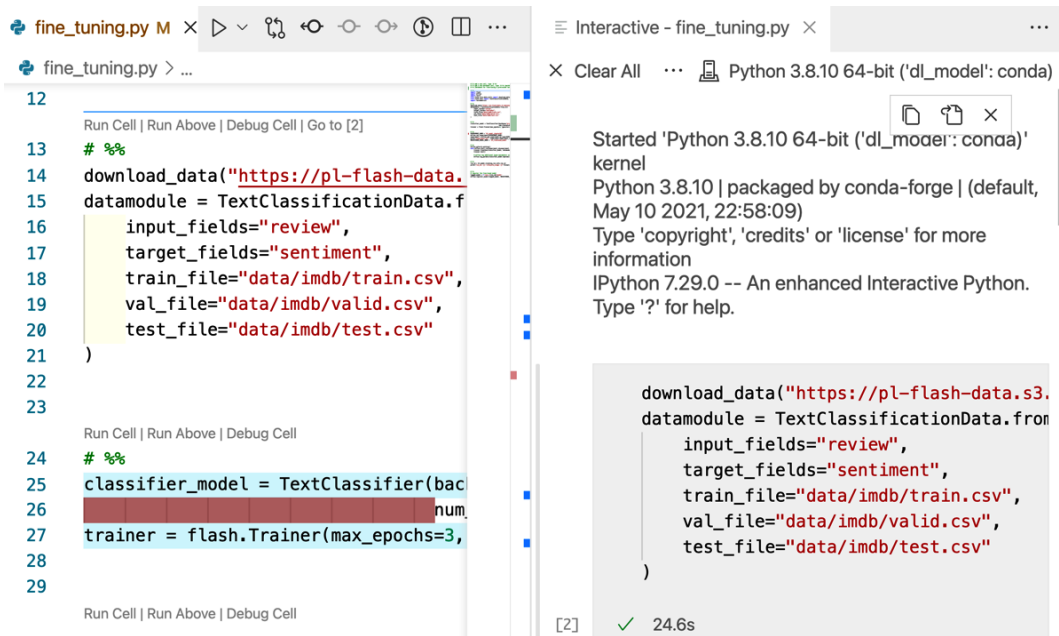 fine_tuning.py M
fine_tuning.py > ...
12
Run Cell | Run Above | Debug Cell | Go to [2]
13 # %%
14 download_data("https://pl-flash-data.
15 datamodule = TextClassificationData.f
16 input_fields="review",
17 target_fields="sentiment",
18 train_file="data/imdb/train.csv",
19 val_file="data/imdb/valid.csv",
20 test_file="data/imdb/test.csv"
21 )
22
23
Run Cell | Run Above | Debug Cell
24 # %%
25 classifier_model = TextClassifier(bac
26 num_
27 trainer = flash.Trainer(max_epochs=3,
28
29
Run Cell | Run Above | Debug Cell
Interactive - fine_tuning.py
Clear All ... Python 3.8.10 64-bit ('dl_model': conda)
Started 'Python 3.8.10 64-bit ('dl_model': conda)'
kernel
Python 3.8.10 | packaged by conda-forge | (default,
May 10 2021, 22:58:09)
Type 'copyright', 'credits' or 'license' for more
information
IPython 7.29.0 -- An enhanced Interactive Python.
Type '?' for help.
download_data("https://pl-flash-data.s3.
datamodule = TextClassificationData.from
input_fields="review",
target_fields="sentiment",
train_file="data/imdb/train.csv",
val_file="data/imdb/valid.csv",
test_file="data/imdb/test.csv"
)
[2] ✓ 24.6s